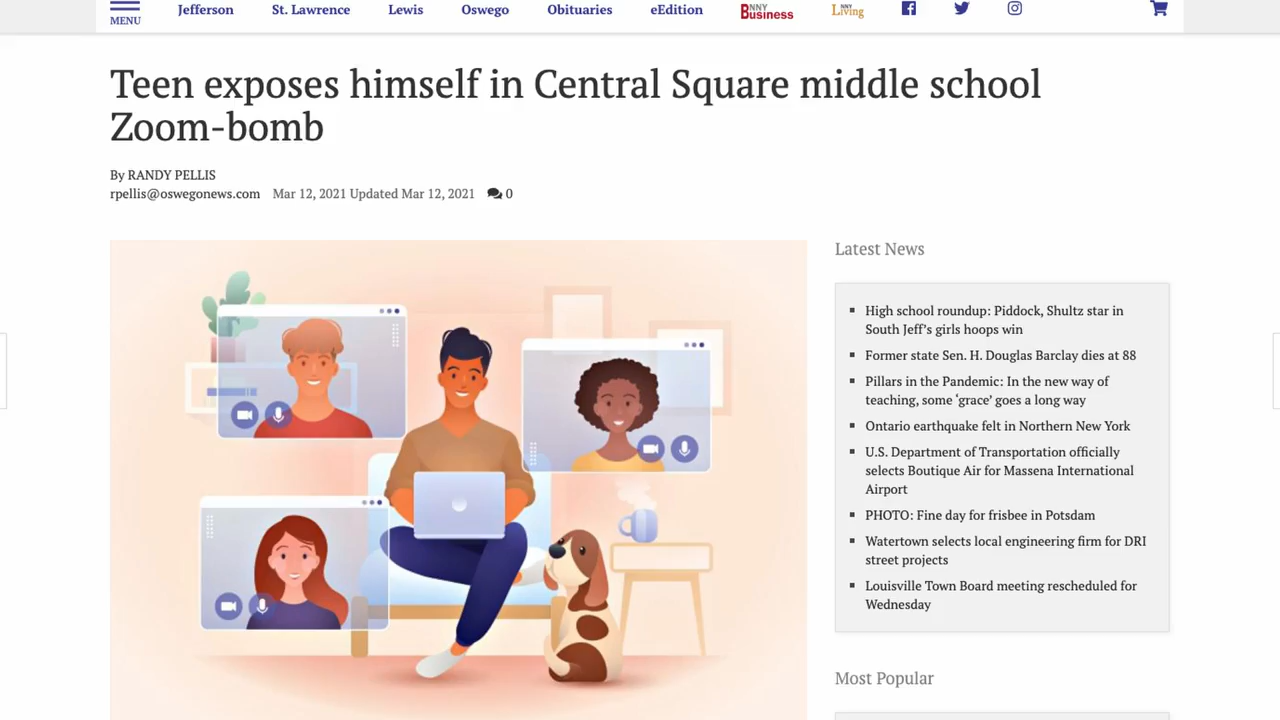 MENU
Jefferson
St. Lawrence
Lewis
Oswego
Obituaries
eEdition
NNY
Business
NNY
Living
Teen exposes himself in Central Square middle school
Zoom-bomb
By RANDY PELLIS
rpellis@oswegonews.com Mar 12, 2021 Updated Mar 12, 2021 0
Latest News
High school roundup: Piddock, Shultz star in
South Jeff's girls hoops win
Former state Sen. H. Douglas Barclay dies at 88
Pillars in the Pandemic: In the new way of
teaching, some ‘grace’ goes a long way
Ontario earthquake felt in Northern New York
U.S. Department of Transportation officially
selects Boutique Air for Massena International
Airport
PHOTO: Fine day for frisbee in Potsdam
Watertown selects local engineering firm for DRI
street projects
Louisville Town Board meeting rescheduled for
Wednesday
Most Popular